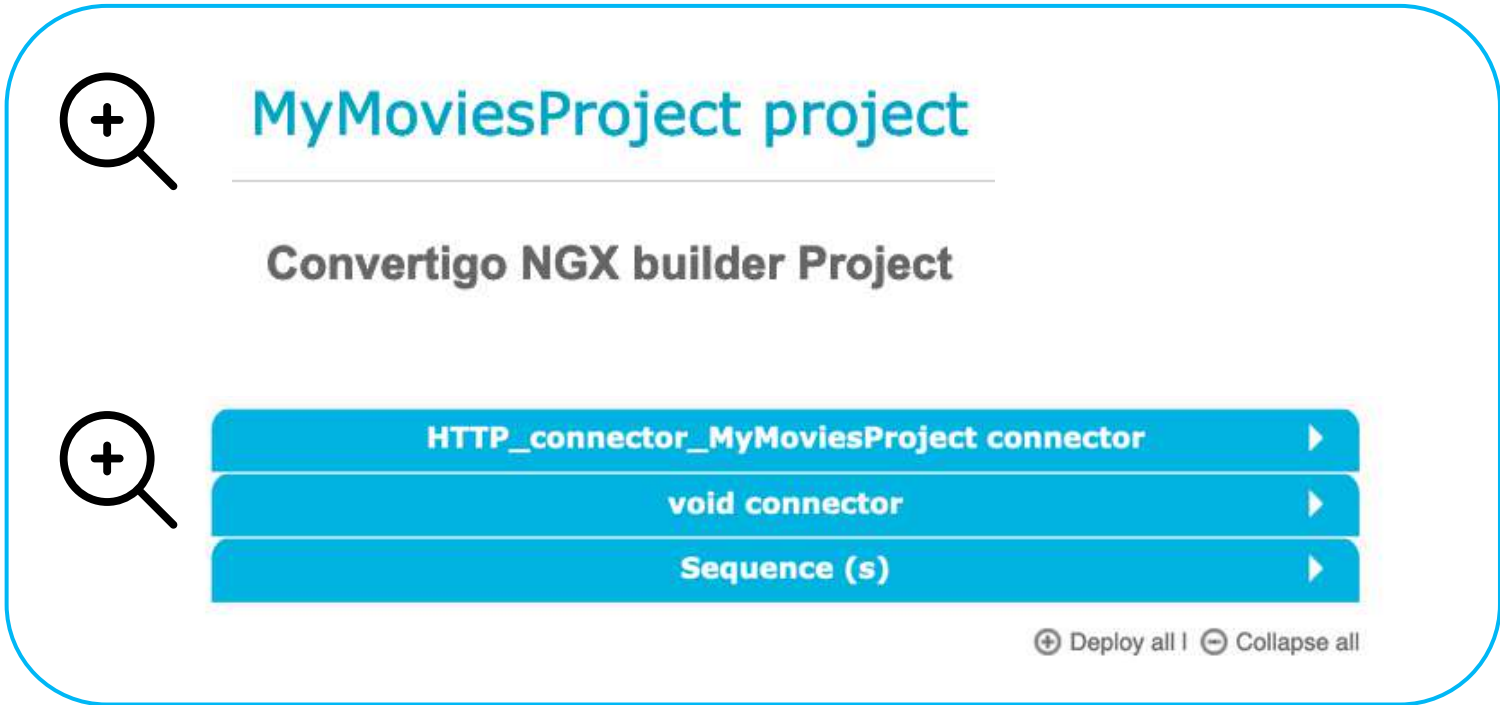 MyMoviesProject project
Convertigo NGX builder Project
HTTP_connector_MyMoviesProject connector
void connector
Sequence (s)
Deploy all I Collapse all